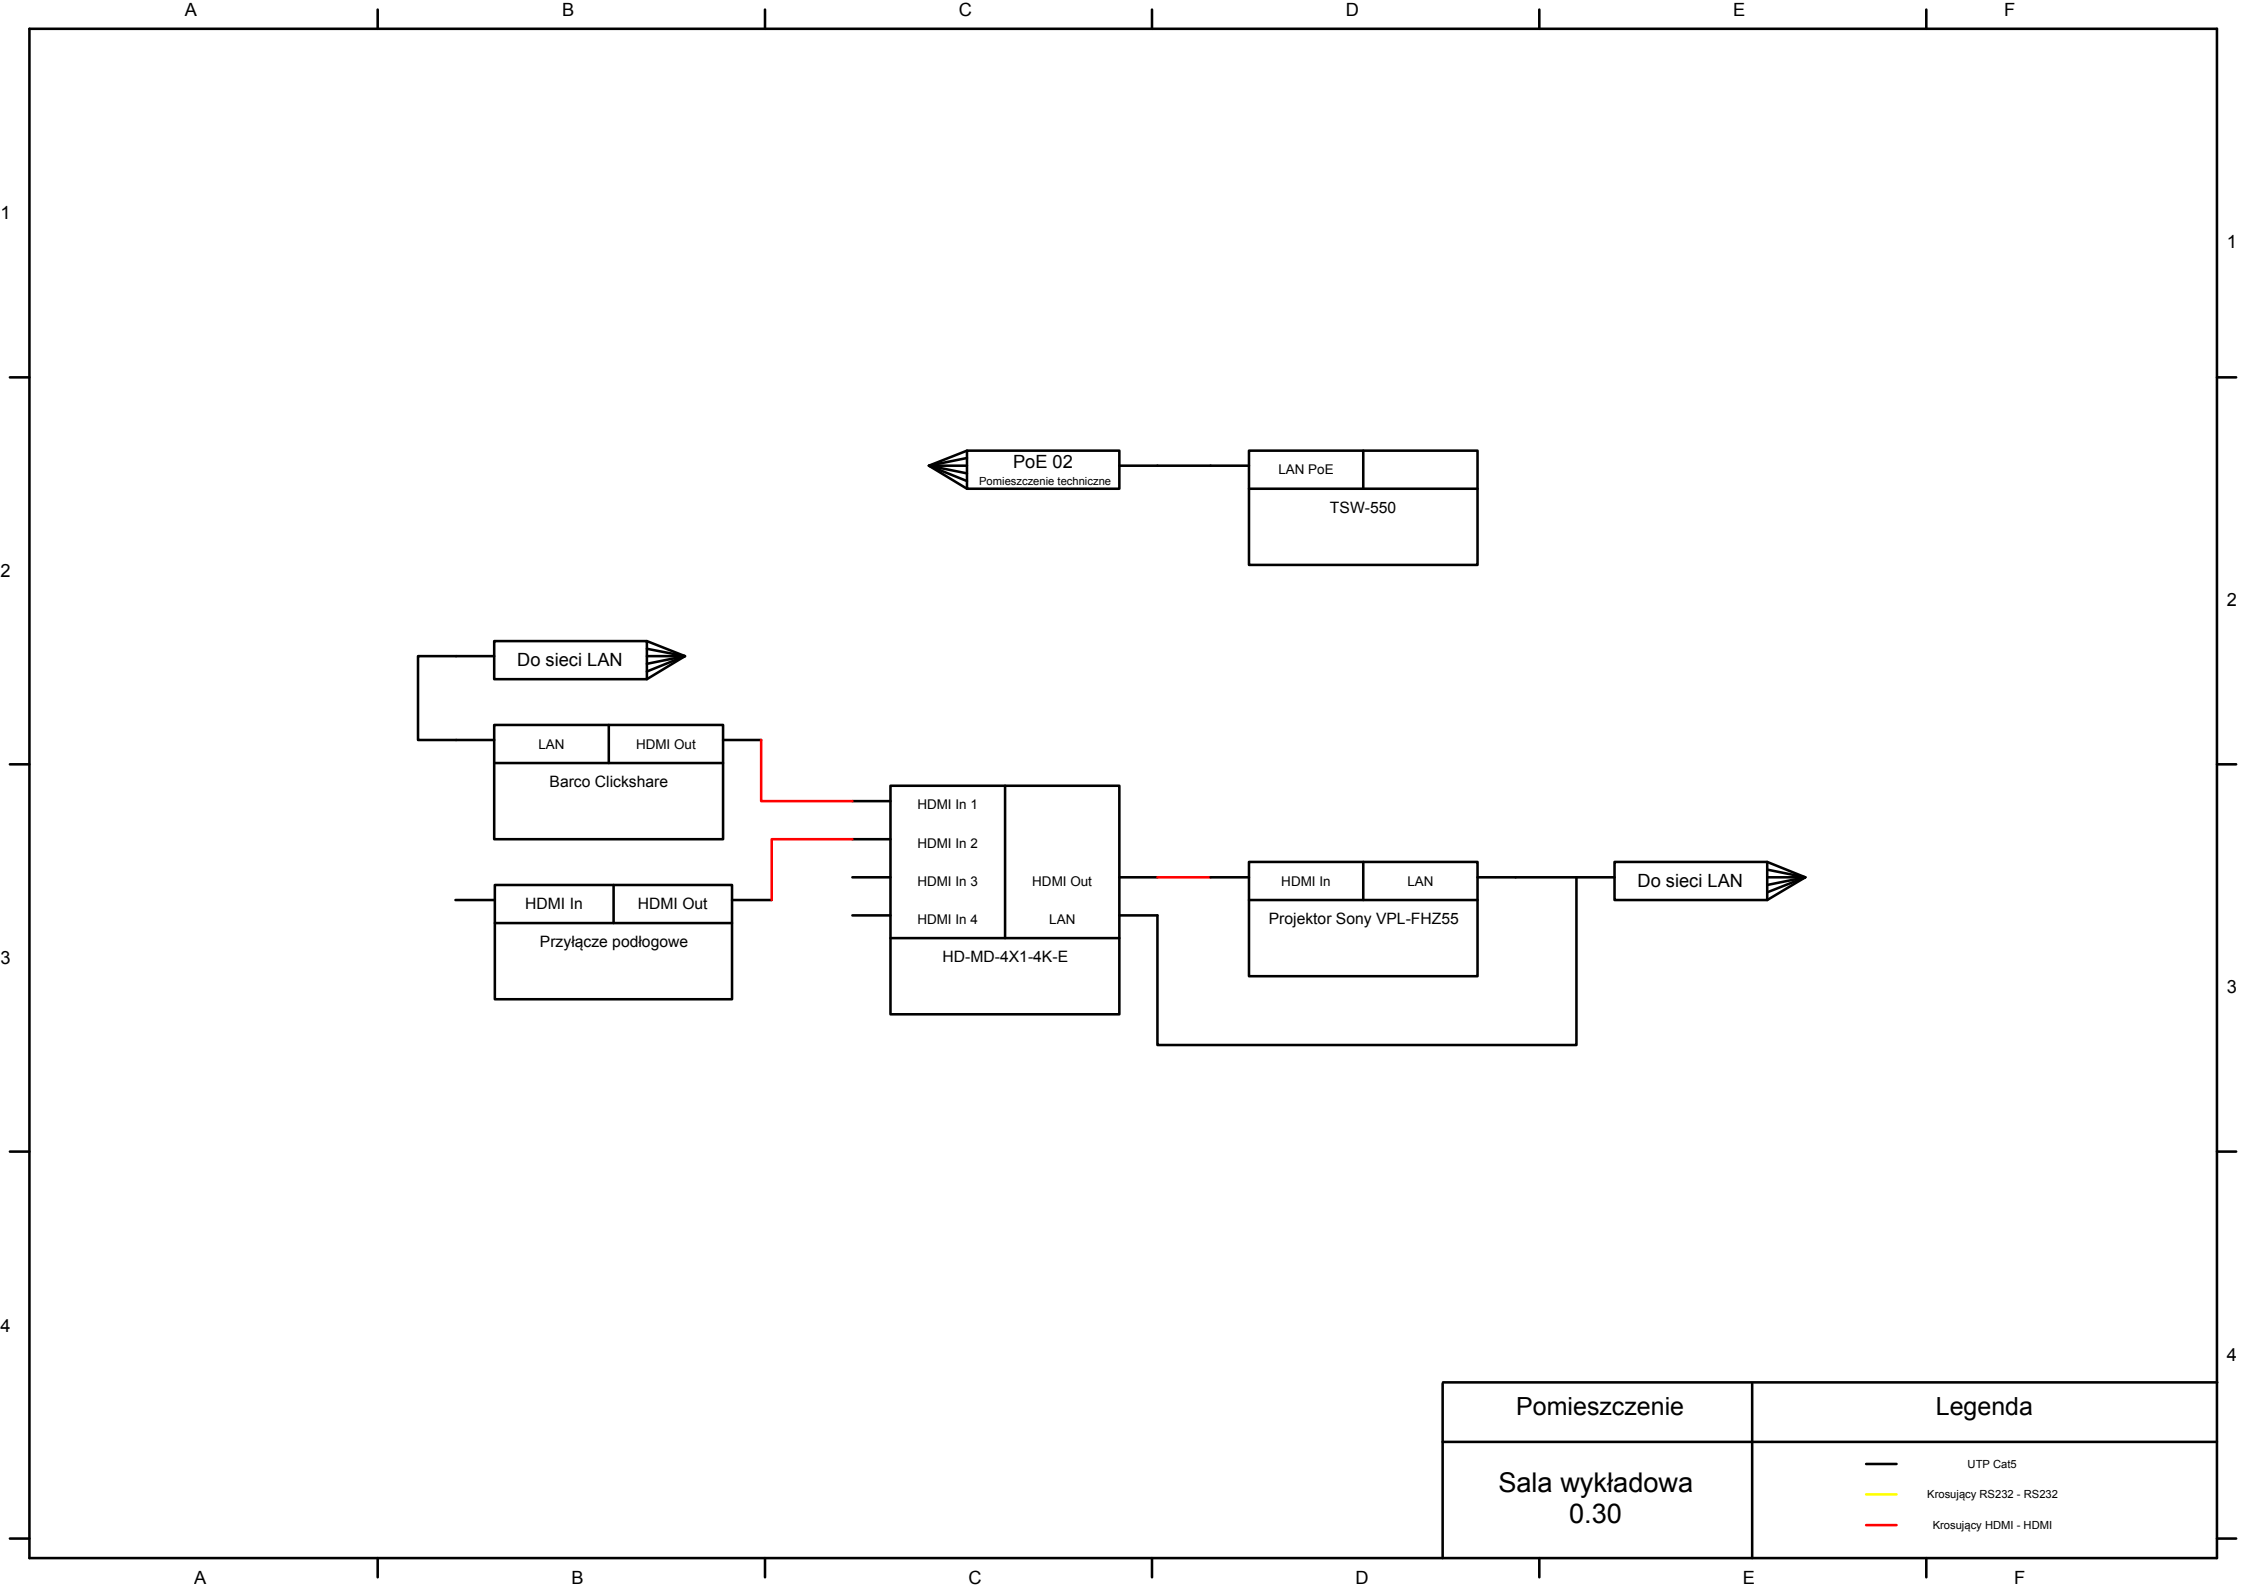 A B C D E F
1
1
PoE 02
Pomieszczenie techniczne
LAN PoE
TSW-550
2
2
Do sieci LAN
LAN HDMI Out
Barco Clickshare
HDMI In 1
HDMI In 2
HDMI In 3 HDMI Out
HDMI In 4 LAN
HD-MD-4X1-4K-E
HDMI In LAN
Projektor Sony VPL-FHZ55
Do sieci LAN
HDMI In HDMI Out
Przyłącze podłogowe
3
3
4
4
Pomieszczenie Legenda
Sala wykładowa
0.30
UTP Cat5
Krosujący RS232 - RS232
Krosujący HDMI - HDMI
A B C D E F